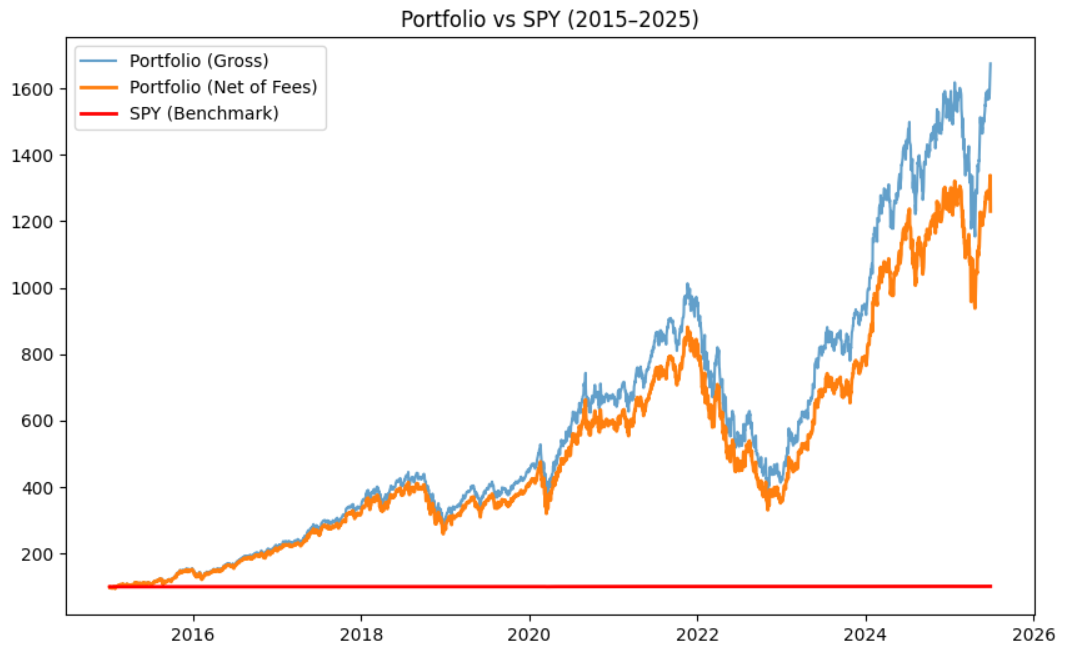 Portfolio vs SPY (2015–2025)
Portfolio (Gross)
Portfolio (Net of Fees)
SPY (Benchmark)
1600
1400
1200
1000
800
600
400
200
2016 2018 2020 2022 2024 2026